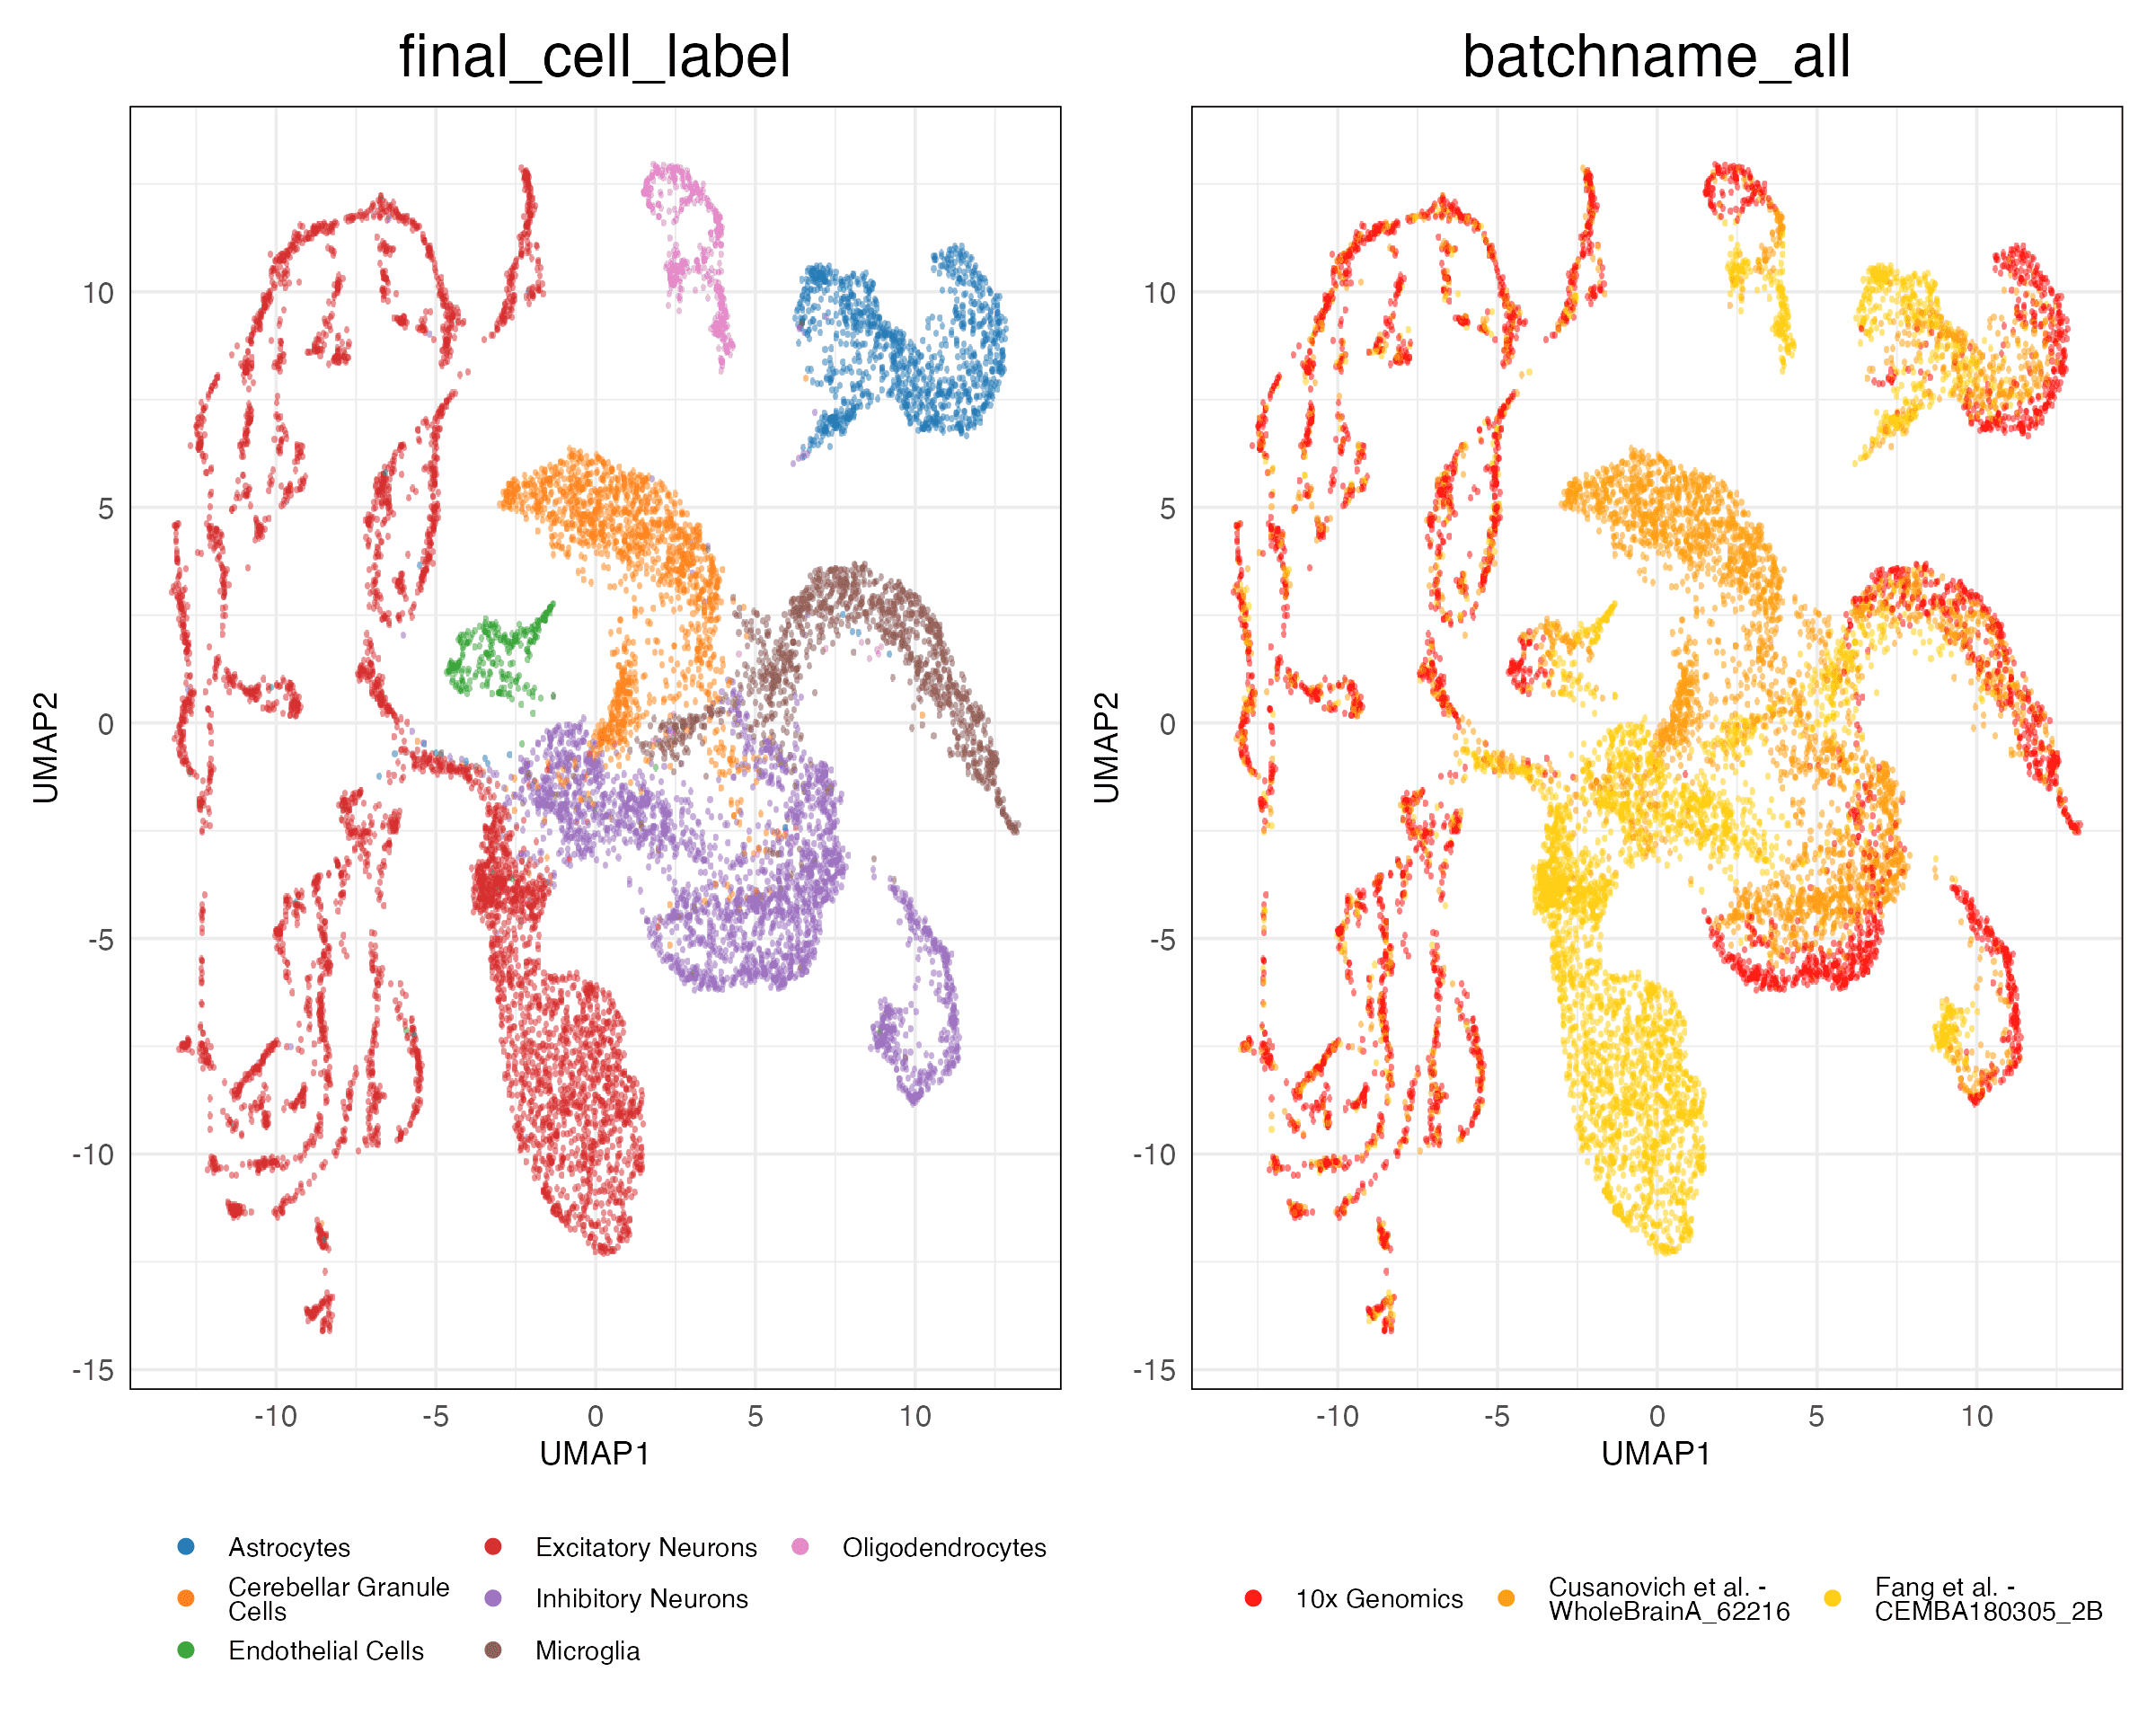 final_cell_label
batchname_all
10
5
0
-5
-10
-15
UMAP2
-10 -5 0 5 10
UMAP1
10
5
0
-5
-10
-15
UMAP2
-10 -5 0 5 10
UMAP1
Astrocytes
Cerebellar Granule
Cells
Endothelial Cells
Excitatory Neurons
Inhibitory Neurons
Microglia
Oligodendrocytes
10x Genomics
Cusanovich et al. -
WholeBrainA_62216
Fang et al. -
CEMBA180305_2B